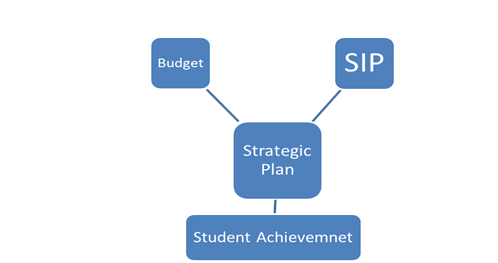 Budget
SIP
Strategic
Plan
Student Achievemnet